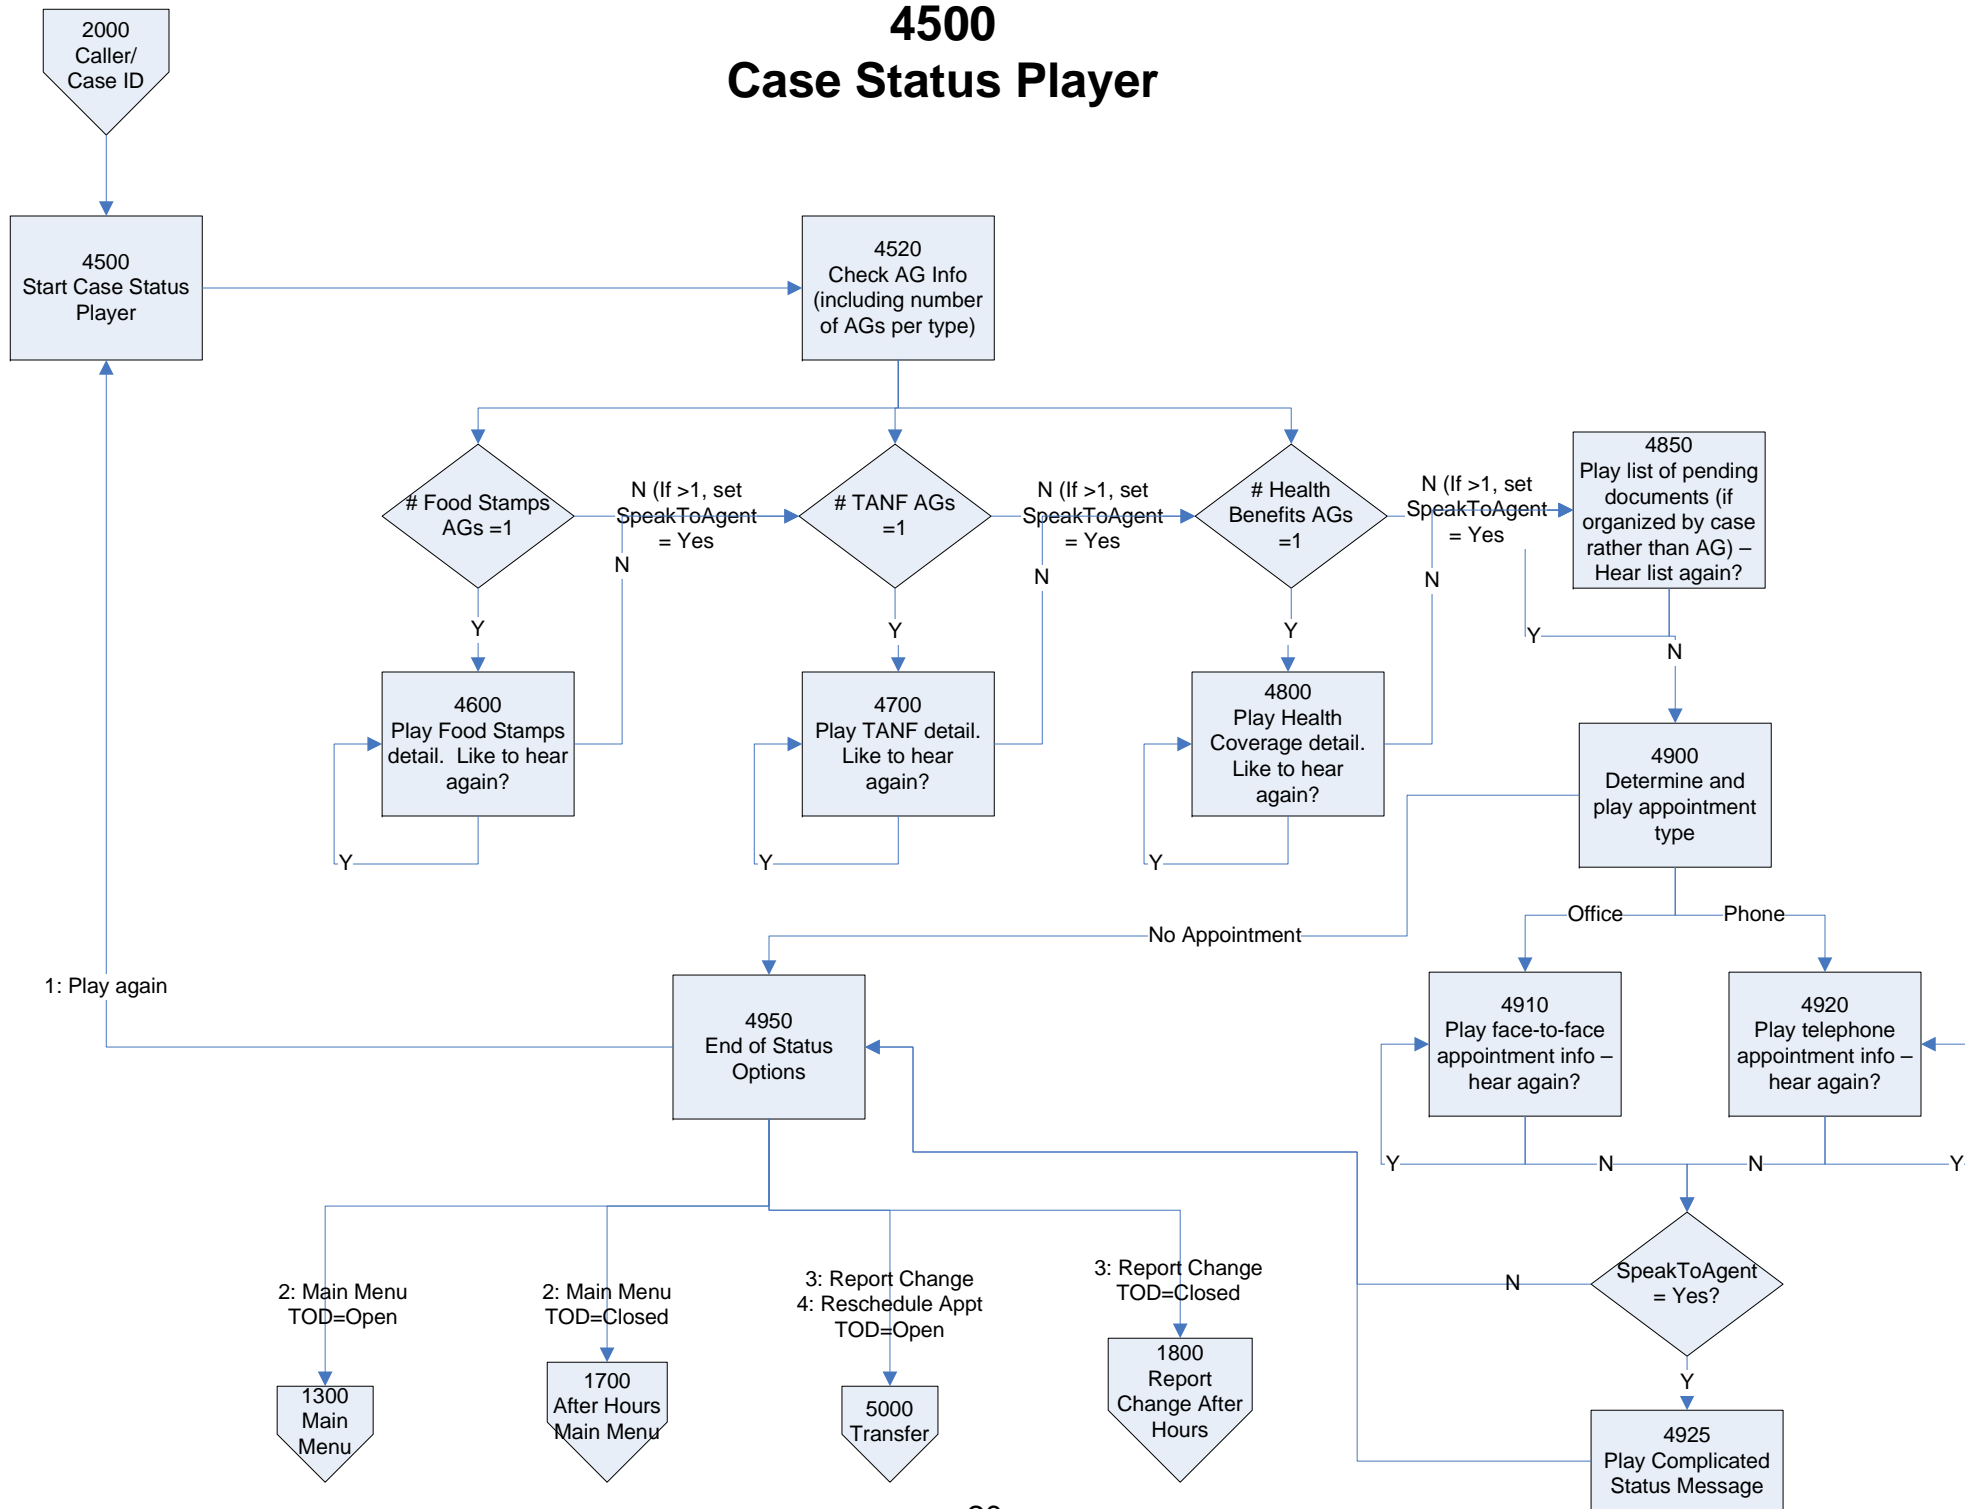 4500
Case Status Player
2000
Caller/
Case ID
4500
Start Case Status
Player
4520
Check AG Info
(including number
of AGs per type)
# Food Stamps
AGs =1
N (If >1, set
SpeakToAgent
= Yes
# TANF AGs
=1
N (If >1, set
SpeakToAgent
= Yes
# Health
Benefits AGs
=1
N (If >1, set
SpeakToAgent
= Yes
4850
Play list of pending
documents (if
organized by case
rather than AG) –
Hear list again?
N
N
N
Y
Y
Y
Y
N
4600
Play Food Stamps
detail.  Like to hear
again?
4700
Play TANF detail.
Like to hear
again?
4800
Play Health
Coverage detail.
Like to hear
again?
4900
Determine and
play appointment
type
Y
Y
Y
Office
Phone
No Appointment
1: Play again
4950
End of Status
Options
4910
Play face-to-face
appointment info –
hear again?
4920
Play telephone
appointment info –
hear again?
Y
N
N
Y
2: Main Menu
TOD=Open
2: Main Menu
TOD=Closed
3: Report Change
4: Reschedule Appt
TOD=Open
3: Report Change
TOD=Closed
N
SpeakToAgent
= Yes?
Y
1300
Main
Menu
1700
After Hours
Main Menu
5000
Transfer
1800
Report
Change After
Hours
4925
Play Complicated
Status Message